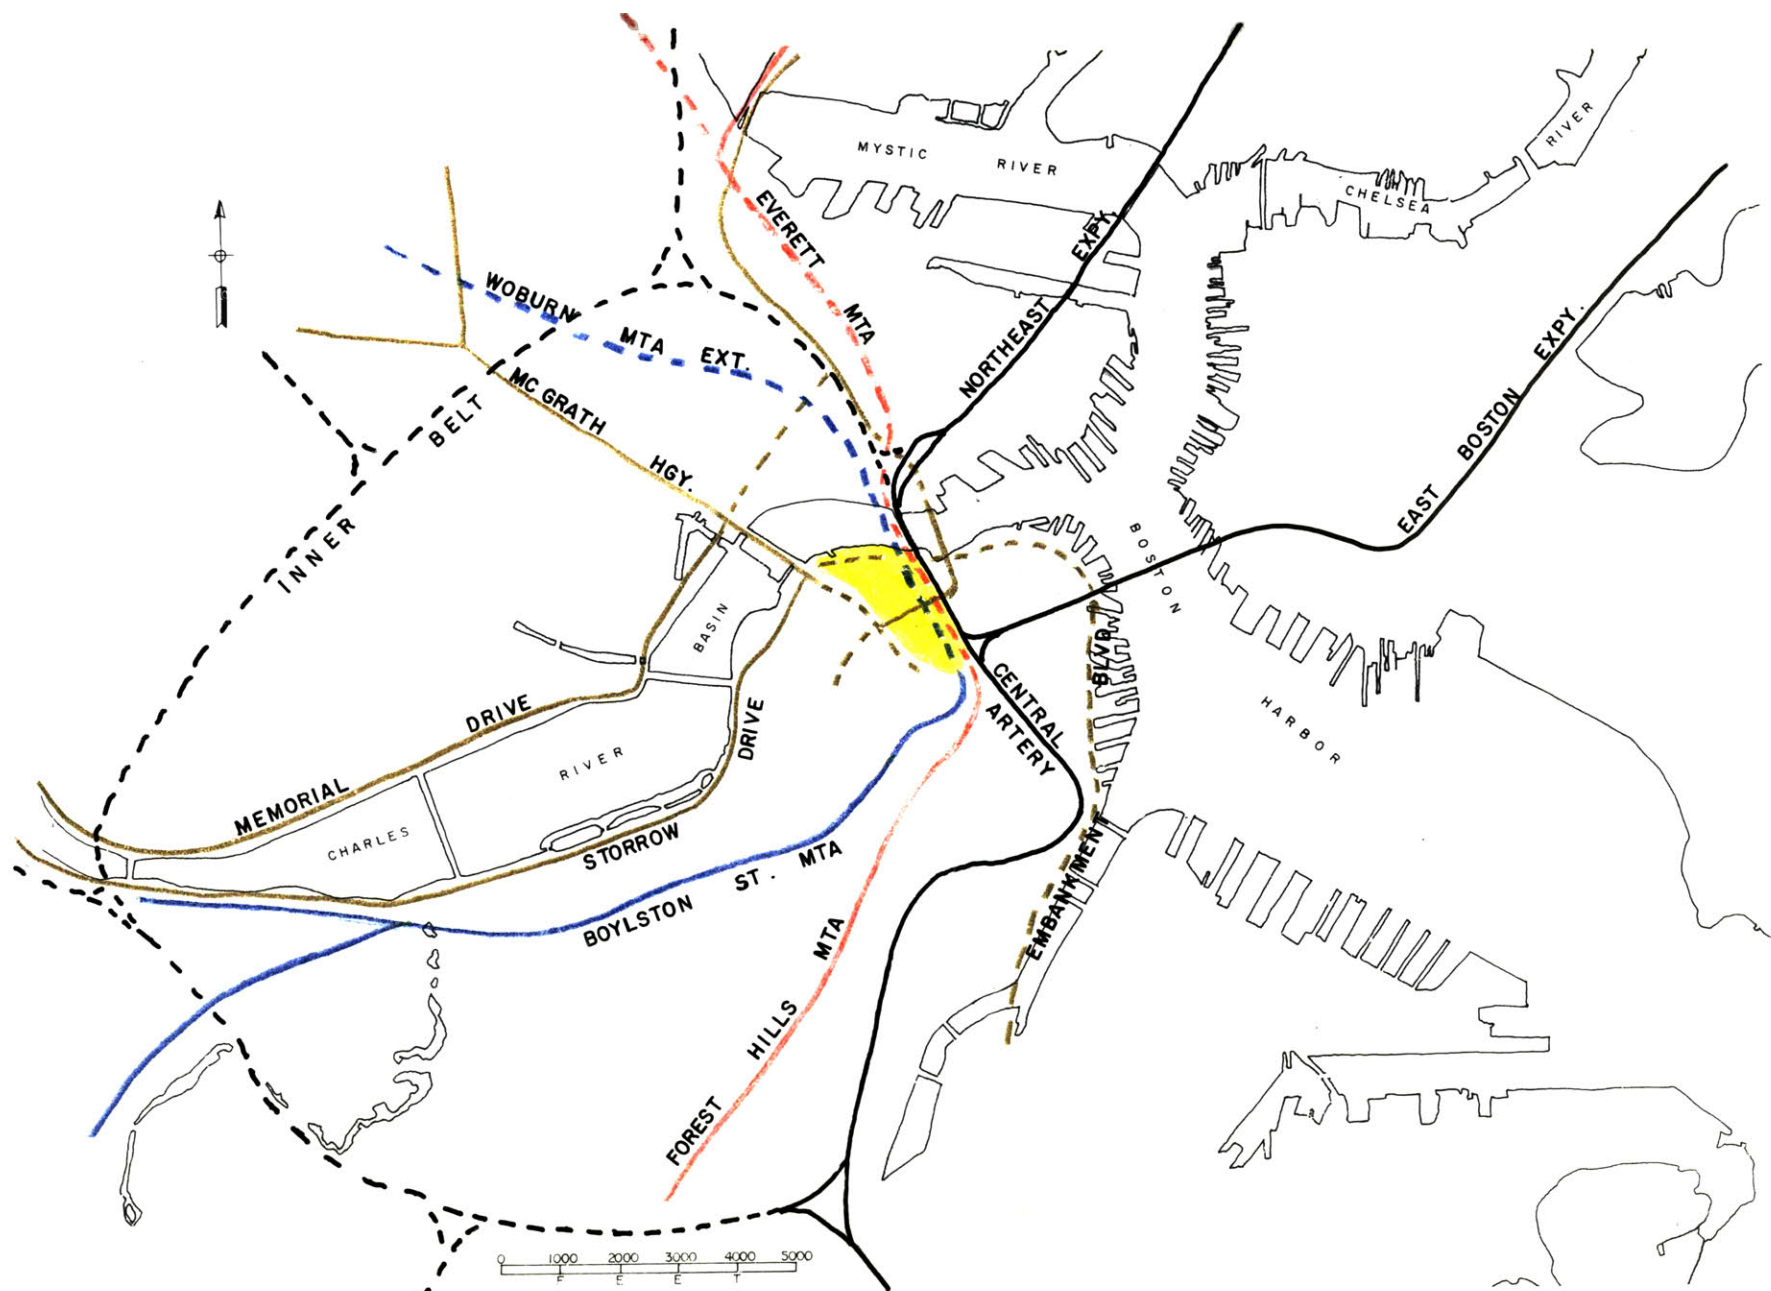 MYSTIC RIVER
CHELSEA
RIVER
EVERETT MTA
NORTHEAST EXPY.
EAST BOSTON EXPY.
WOBURN MTA EXT.
MC GRATH HGY.
INNER BELT
BOSTON
HARBOR
BASIN
CENTRAL
ARTERY
BLVD.
EMBANKMENT
MEMORIAL DRIVE
STORROW DRIVE
CHARLES
RIVER
BOYLSTON ST. MTA
FOREST HILLS MTA
0 1000 2000 3000 4000 5000
F E E T